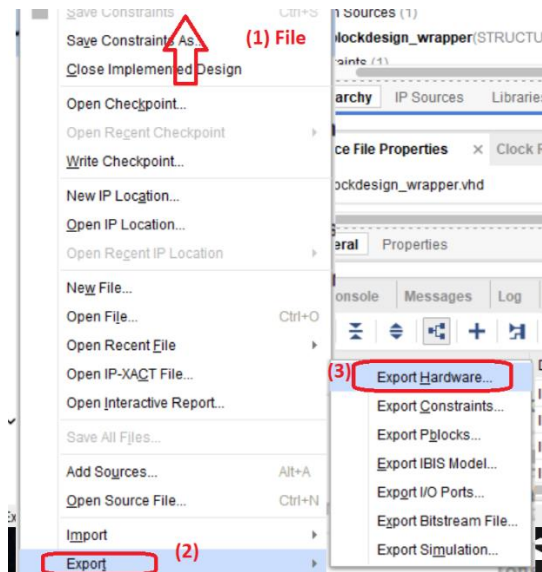 Save Constraints Ctrl+S
Save Constraints As...
(1) File
Close Implemented Design
Open Checkpoint...
Open Recent Checkpoint
Write Checkpoint...
New IP Location...
Open IP Location...
Open Recent IP Location
New File...
Open File... Ctrl+O
Open Recent File
Open IP-XACT File...
Open Interactive Report...
Save All Files...
Add Sources... Alt+A
Open Source File... Ctrl+N
Import
Export
(2)
n Sources (1)
lockdesign_wrapper(STRUCTU
aints (1)
archy IP Sources Libraries
ce File Properties × Clock R
ockdesign_wrapper.vhd
eral Properties
onsole Messages Log
(3)
Export Hardware...
Export Constraints...
Export Pblocks...
Export IBIS Model...
Export I/O Ports...
Export Bitstream File...
Export Simulation...